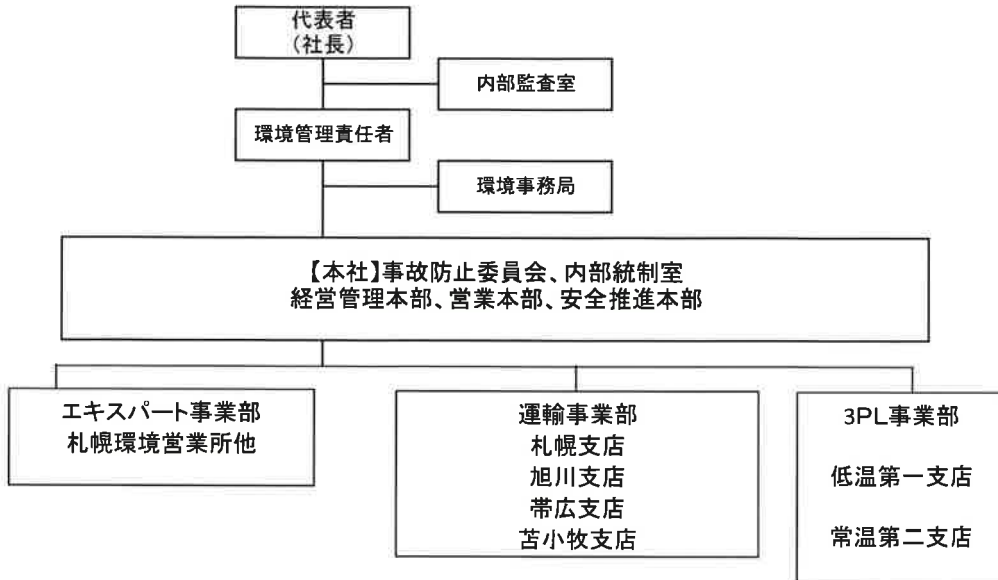 代表者
(社長)
内部監査室
環境管理責任者
環境事務局
【本社】事故防止委員会、内部統制室
経営管理本部、営業本部、安全推進本部
エキスパート事業部
札幌環境営業所他
運輸事業部
札幌支店
旭川支店
帯広支店
苫小牧支店
3PL事業部
低温第一支店
常温第二支店